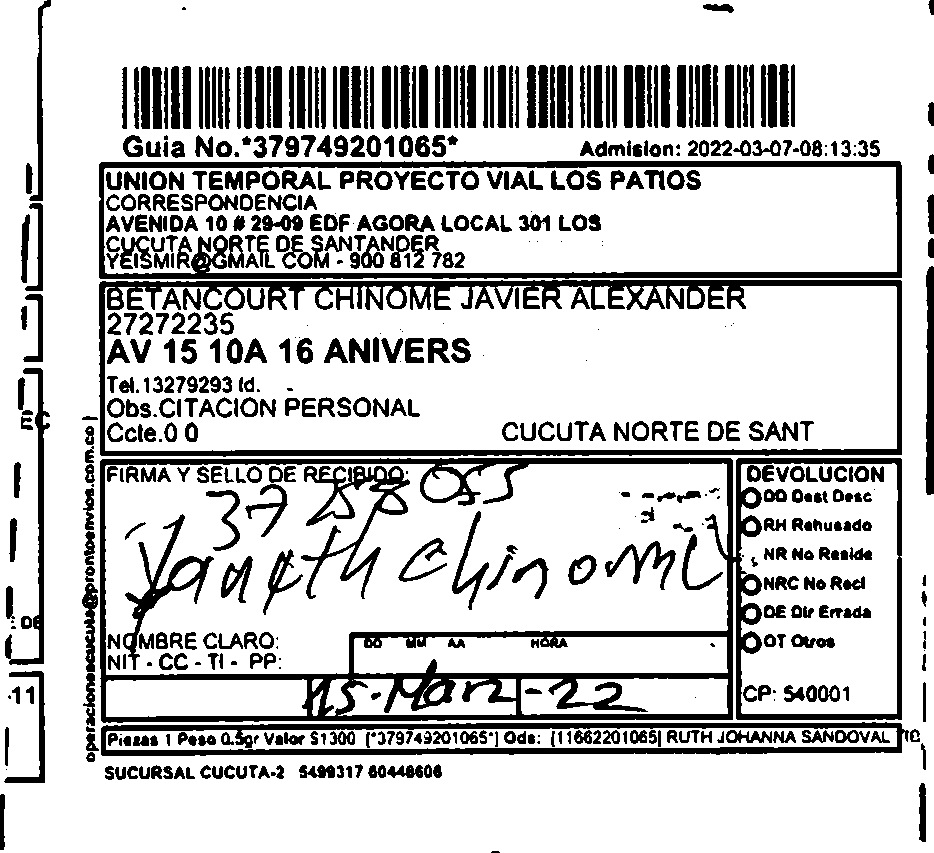 Guia No.*379749201065*
Admision: 2022-03-07-08:13:35
UNION TEMPORAL PROYECTO VIAL LOS PATIOS
CORRESPONDENCIA
AVENIDA 10 # 29-09 EDF AGORA LOCAL 301 LOS
CUCUTA NORTE DE SANTANDER
YEISMIR@GMAIL COM - 900 812 782
BETANCOURT CHINOME JAVIER ALEXANDER
27272235
AV 15 10A 16 ANIVERS
Tel.13279293 Id. -
Obs.CITACION PERSONAL
Ccte.0 0
CUCUTA NORTE DE SANT
operacionescucuta@prontoenvios.com.co
FIRMA Y SELLO DE RECIBIDO:
Yaneth Chinome
NOMBRE CLARO:
NIT - CC - TI - PP:
DD MM AA HORA
15-Marz-22
DEVOLUCION
DD Dest Desc
RH Rehusado
NR No Reside
NRC No Recl
DE Dir Errada
OT Otros
CP: 540001
Piezas 1 Peso 0.5gr Valor $1300 [*379749201065*] Ods: [11662201065] RUTH JOHANNA SANDOVAL
SUCURSAL CUCUTA-2 5499317 60448606
11